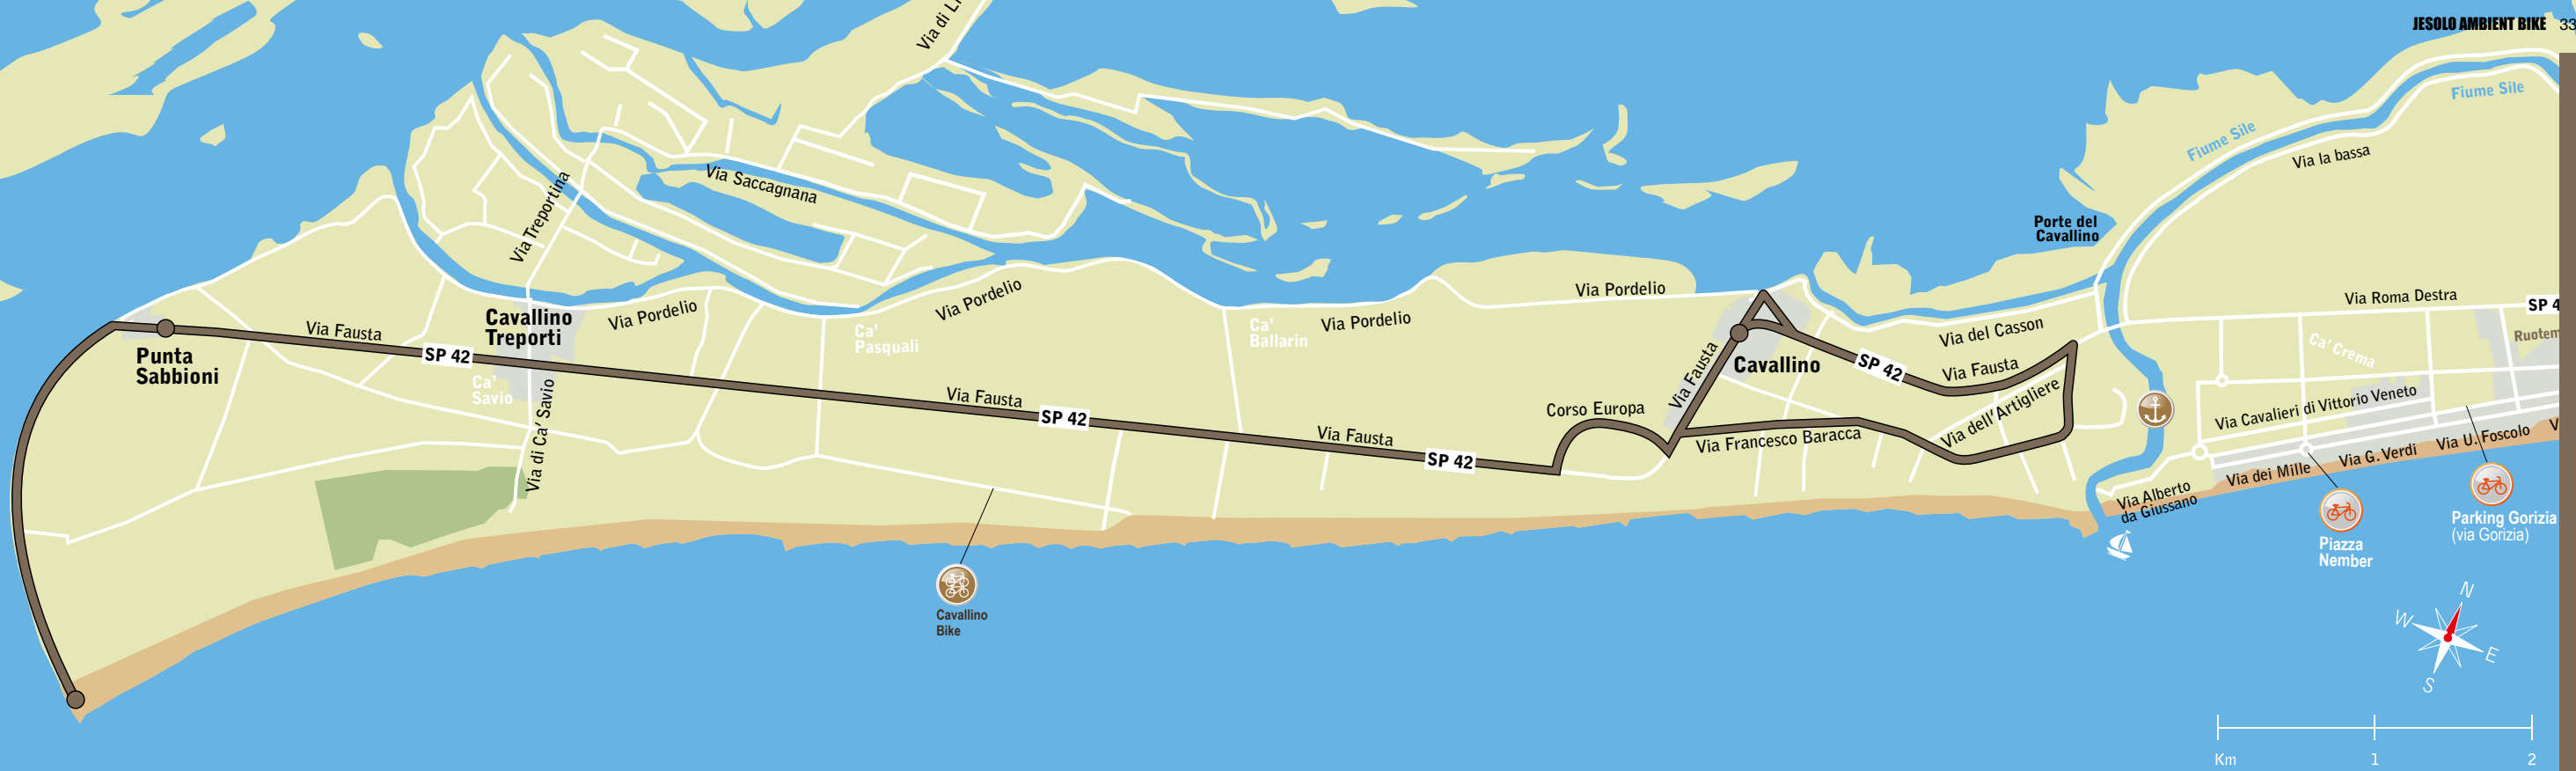 JESOLO AMBIENT BIKE 33
Via di Li
Fiume Sile
Fiume Sile
Via la bassa
Via Saccagnana
Via Treportina
Porte del
Cavallino
Via Pordelio
Via Pordelio
Via Pordelio
Via Pordelio
Via Roma Destra
SP 4
Cavallino
Treporti
Via Fausta
SP 42
Punta
Sabbioni
Ca'
Savio
Via di Ca' Savio
Ca'
Pasquali
Ca'
Ballarin
Via Fausta
SP 42
Via Fausta
SP 42
Corso Europa
Via Fausta
Cavallino
SP 42
Via del Casson
Via Fausta
Via dell'Artigliere
Via Francesco Baracca
Ruotem
Ca' Crema
Via Cavalieri di Vittorio Veneto
Via U. Foscolo
V
Via G. Verdi
Via dei Mille
Via Alberto
da Giussano
Parking Gorizia
(via Gorizia)
Piazza
Nember
Cavallino
Bike
N
W
E
S
Km 1 2